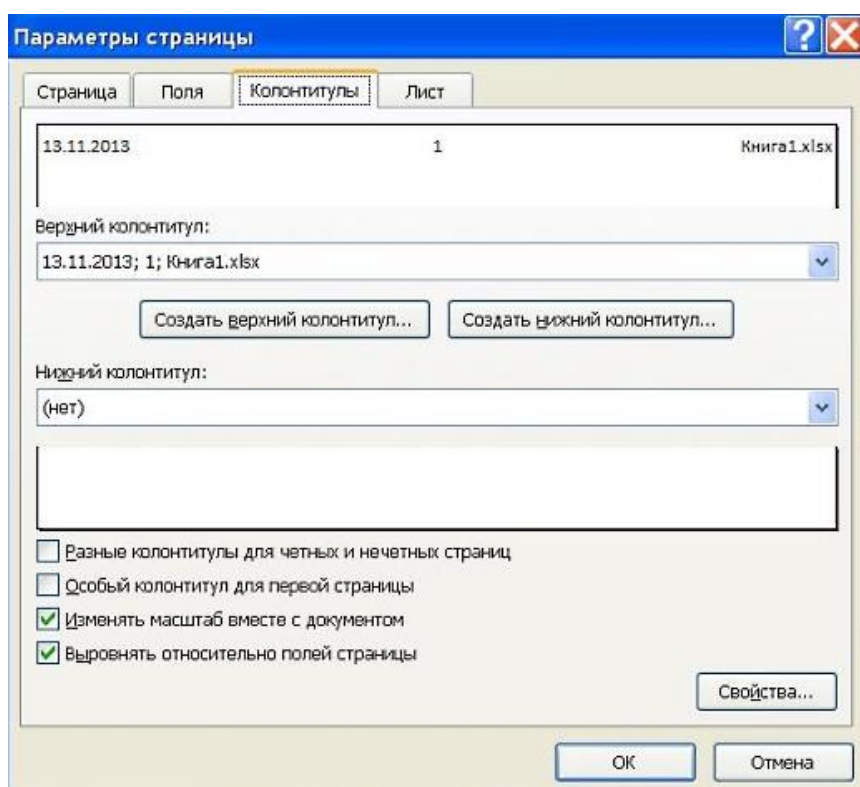 Параметры страницы
Страница Поля Колонтитулы Лист
13.11.2013 1 Книга1.xlsx
Верхний колонтитул:
13.11.2013; 1; Книга1.xlsx
Создать верхний колонтитул... Создать нижний колонтитул...
Нижний колонтитул:
(нет)
Разные колонтитулы для четных и нечетных страниц
Особый колонтитул для первой страницы
Изменять масштаб вместе с документом
Выровнять относительно полей страницы
Свойства...
ОК Отмена